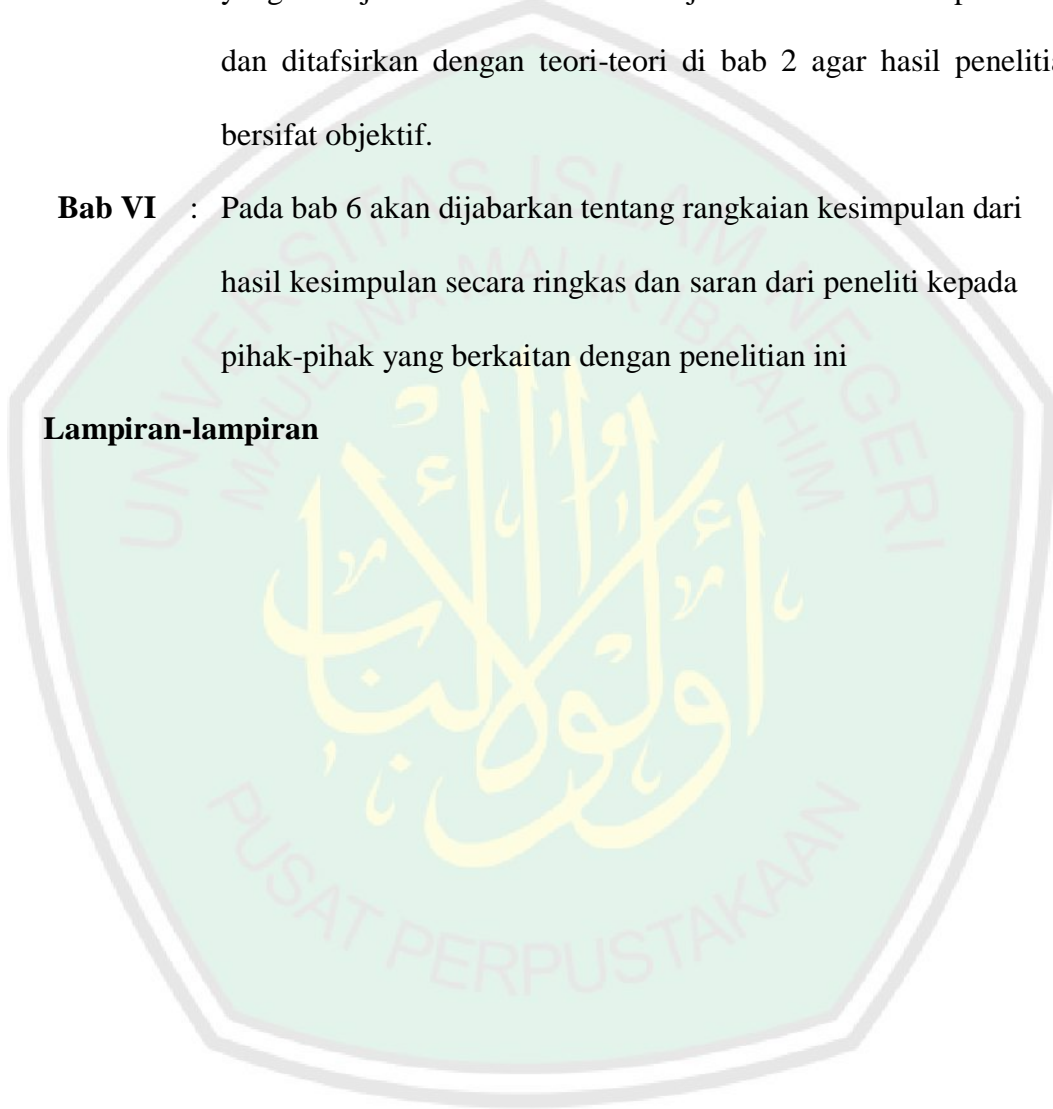 dan ditafsirkan dengan teori-teori di bab 2 agar hasil
bersifat objektif.
Bab VI : Pada bab 6 akan dijabarkan tentang rangkaian kesimpulan dari
hasil kesimpulan secara ringkas dan saran dari peneliti kepada
pihak-pihak yang berkaitan dengan penelitian ini
Lampiran-lampiran
UNIVERSITAS ISLAM NEGERI
MAULANA MALIK IBRAHIM
PUSAT PERPUSTAKAAN